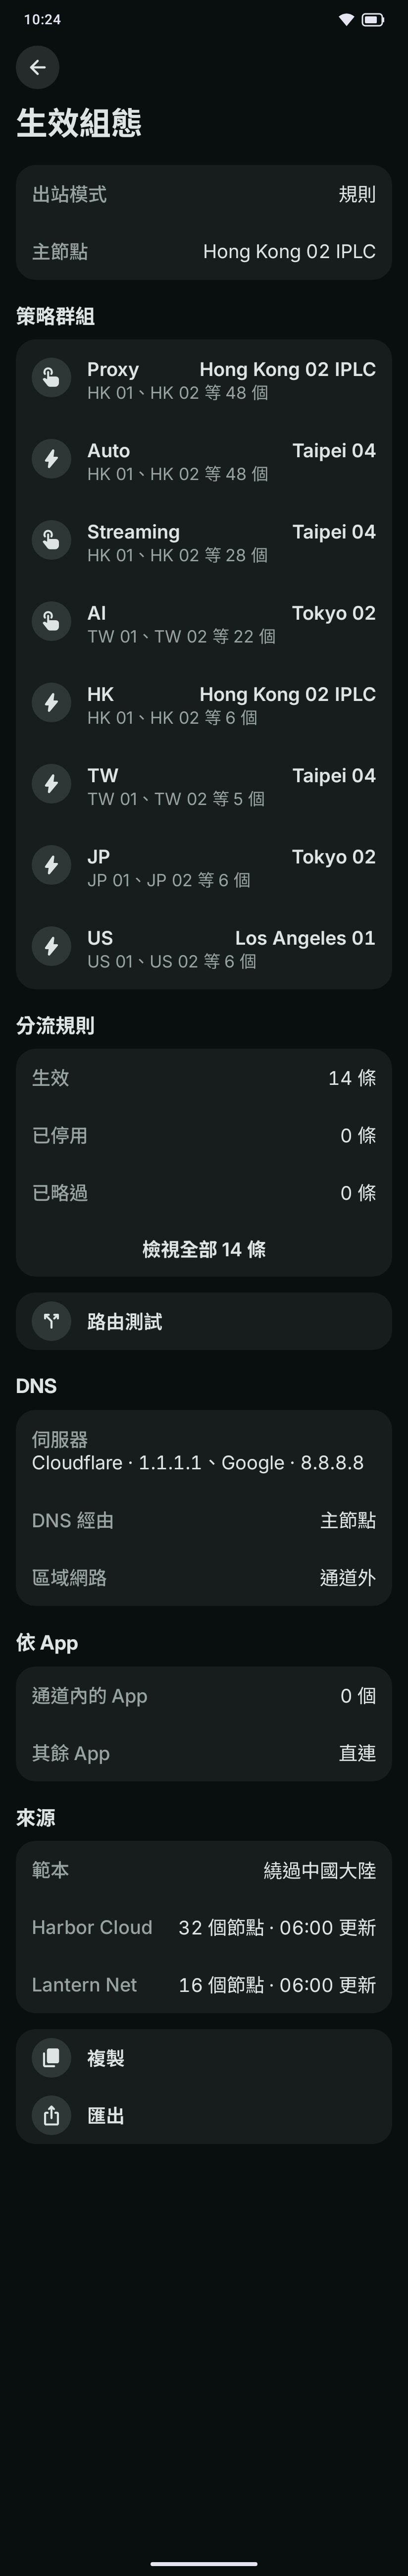 10:24
生效組態
出站模式 規則
主節點 Hong Kong 02 IPLC
策略群組
Proxy Hong Kong 02 IPLC
HK 01、HK 02 等 48 個
Auto Taipei 04
HK 01、HK 02 等 48 個
Streaming Taipei 04
HK 01、HK 02 等 28 個
AI Tokyo 02
TW 01、TW 02 等 22 個
HK Hong Kong 02 IPLC
HK 01、HK 02 等 6 個
TW Taipei 04
TW 01、TW 02 等 5 個
JP Tokyo 02
JP 01、JP 02 等 6 個
US Los Angeles 01
US 01、US 02 等 6 個
分流規則
生效 14 條
已停用 0 條
已略過 0 條
檢視全部 14 條
路由測試
DNS
伺服器
Cloudflare · 1.1.1.1、Google · 8.8.8.8
DNS 經由 主節點
區域網路 通道外
依 App
通道內的 App 0 個
其餘 App 直連
來源
範本 繞過中國大陸
Harbor Cloud 32 個節點 · 06:00 更新
Lantern Net 16 個節點 · 06:00 更新
複製
匯出